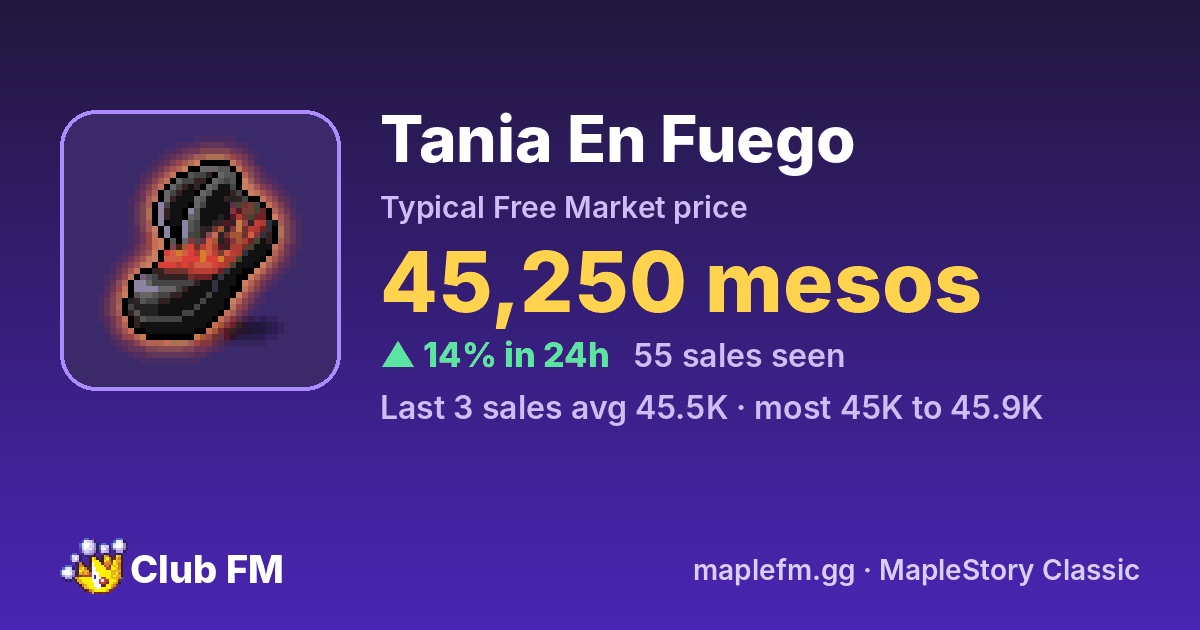 Tania En Fuego
Typical Free Market price
45,250 mesos
▲ 14% in 24h 55 sales seen
Last 3 sales avg 45.5K · most 45K to 45.9K
Club FM
maplefm.gg · MapleStory Classic